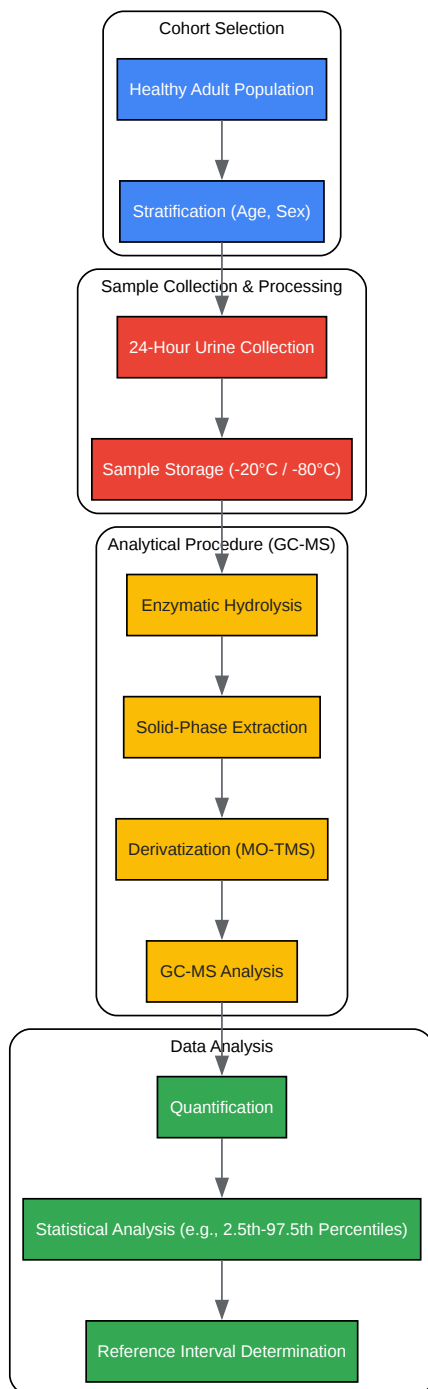 Cohort Selection
Healthy Adult Population
Stratification (Age, Sex)
Sample Collection & Processing
24-Hour Urine Collection
Sample Storage (-20°C / -80°C)
Analytical Procedure (GC-MS)
Enzymatic Hydrolysis
Solid-Phase Extraction
Derivatization (MO-TMS)
GC-MS Analysis
Data Analysis
Quantification
Statistical Analysis (e.g., 2.5th-97.5th Percentiles)
Reference Interval Determination